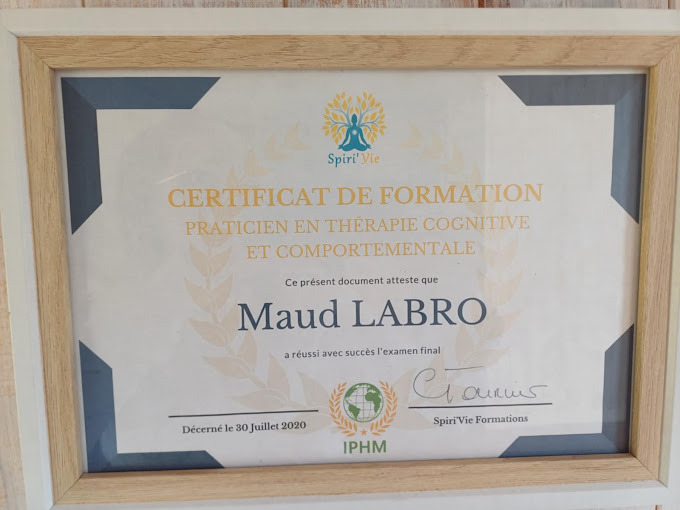 Spiri'Vie
CERTIFICAT DE FORMATION
PRATICIEN EN THÉRAPIE COGNITIVE
ET COMPORTEMENTALE
Ce présent document atteste que
Maud LABRO
a réussi avec succès l'examen final
Décerné le 30 Juillet 2020
Spiri'Vie Formations
IPHM